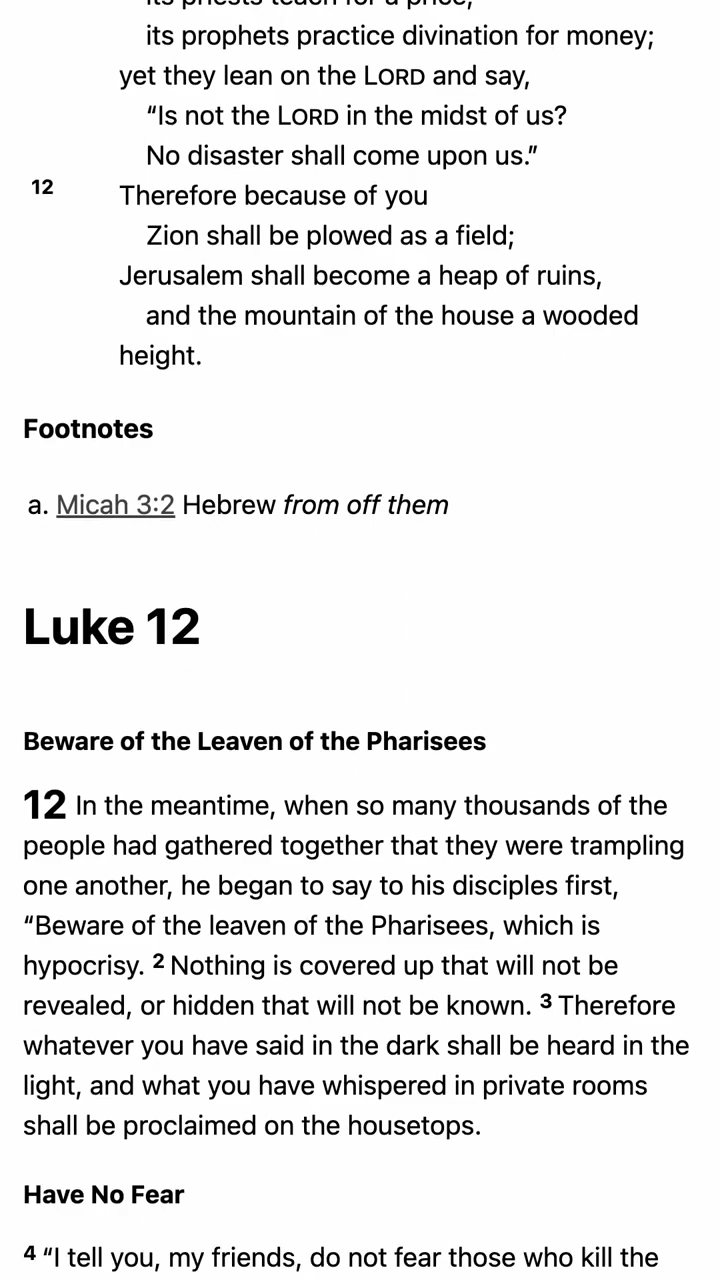 its priests teach for a price;
its prophets practice divination for money;
yet they lean on the LORD and say,
“Is not the LORD in the midst of us?
No disaster shall come upon us.”
12 Therefore because of you
Zion shall be plowed as a field;
Jerusalem shall become a heap of ruins,
and the mountain of the house a wooded
height.
Footnotes
a. Micah 3:2 Hebrew from off them
Luke 12
Beware of the Leaven of the Pharisees
12 In the meantime, when so many thousands of the
people had gathered together that they were trampling
one another, he began to say to his disciples first,
“Beware of the leaven of the Pharisees, which is
hypocrisy. 2 Nothing is covered up that will not be
revealed, or hidden that will not be known. 3 Therefore
whatever you have said in the dark shall be heard in the
light, and what you have whispered in private rooms
shall be proclaimed on the housetops.
Have No Fear
4 “I tell you, my friends, do not fear those who kill the